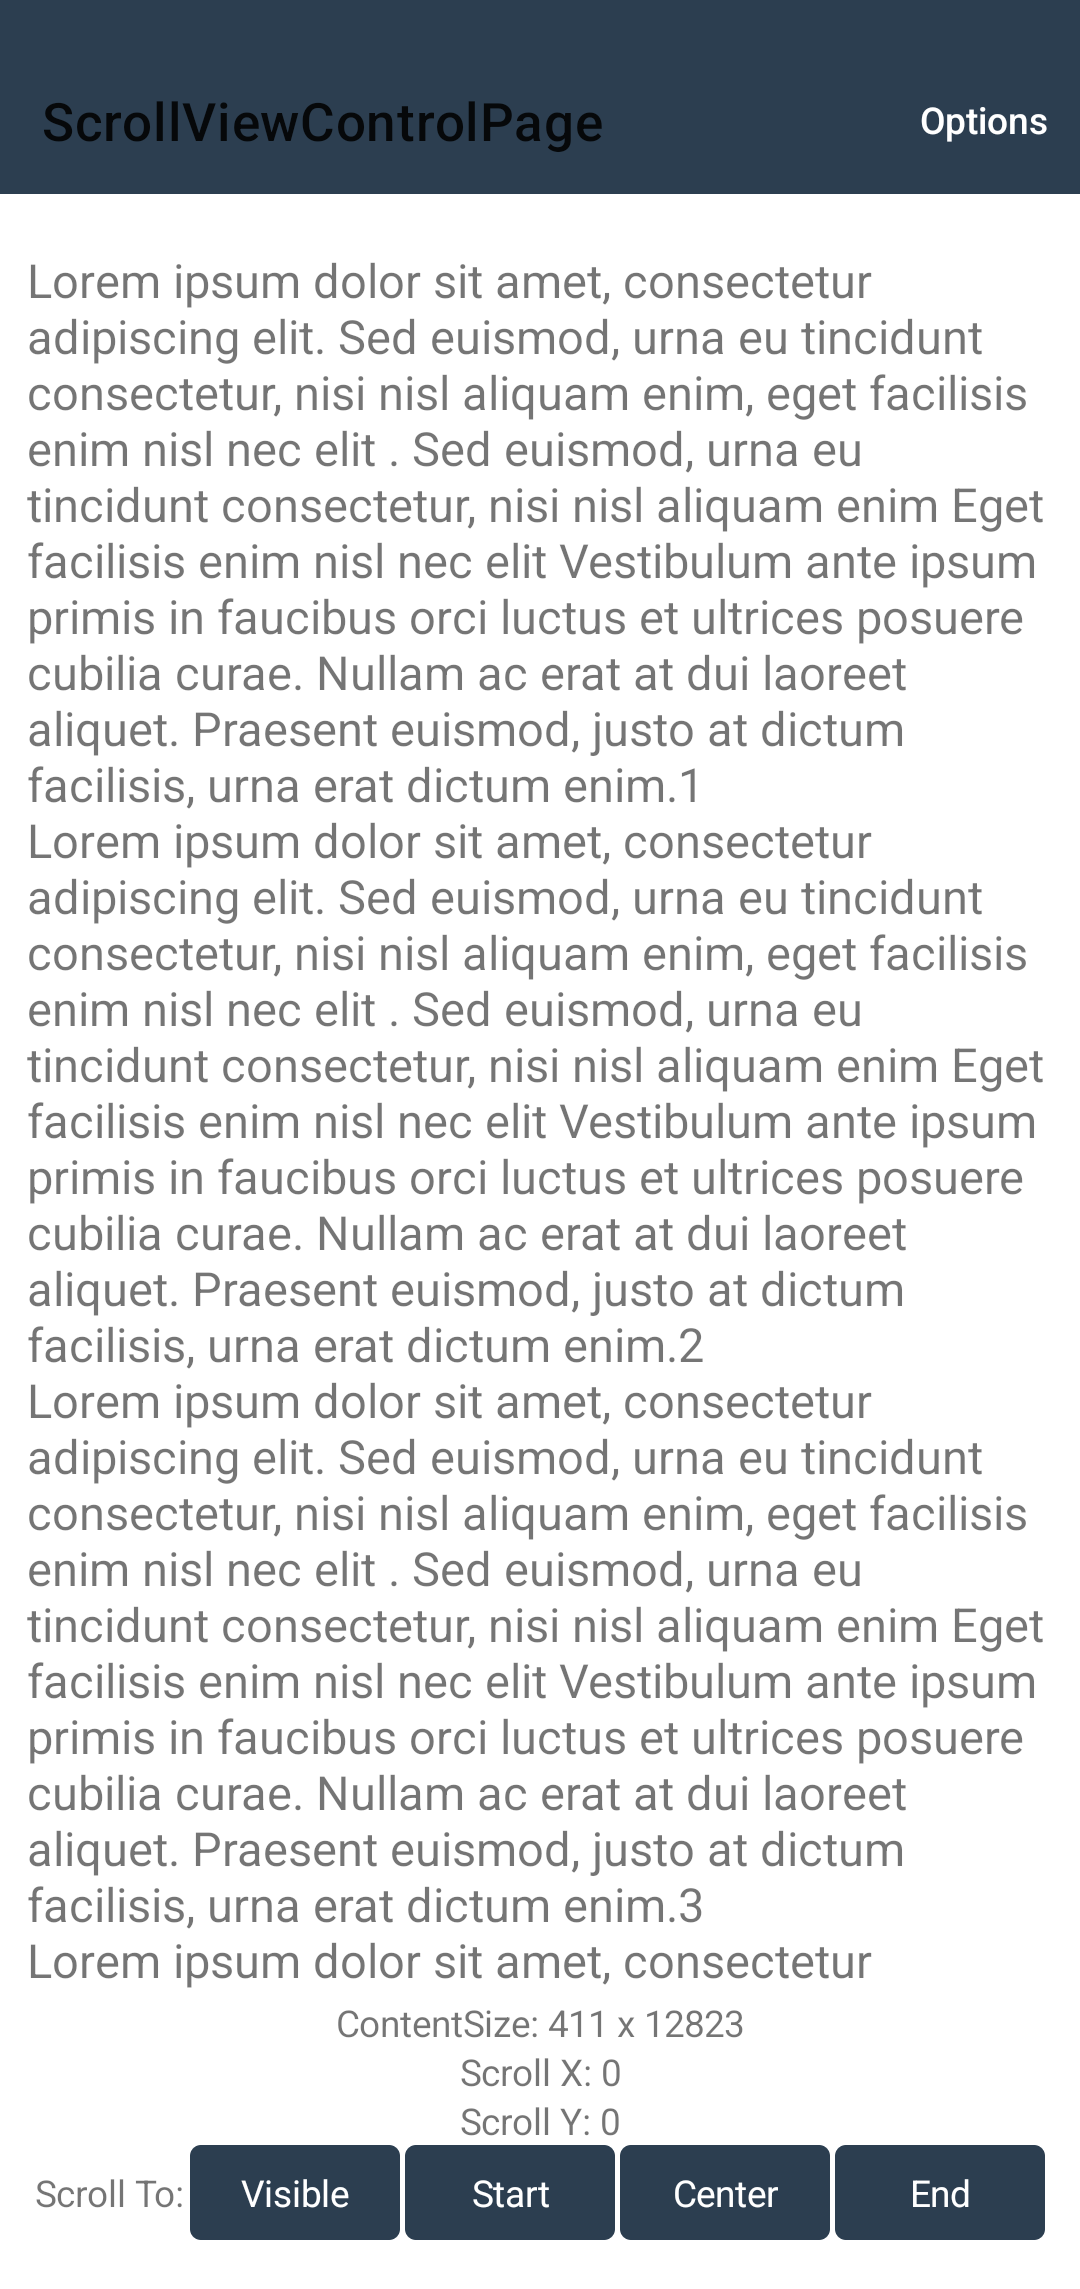 ScrollViewControlPage
Options
Lorem ipsum dolor sit amet, consectetur
adipiscing elit. Sed euismod, urna eu tincidunt
consectetur, nisi nisl aliquam enim, eget facilisis
enim nisl nec elit . Sed euismod, urna eu
tincidunt consectetur, nisi nisl aliquam enim Eget
facilisis enim nisl nec elit Vestibulum ante ipsum
primis in faucibus orci luctus et ultrices posuere
cubilia curae. Nullam ac erat at dui laoreet
aliquet. Praesent euismod, justo at dictum
facilisis, urna erat dictum enim.1
Lorem ipsum dolor sit amet, consectetur
adipiscing elit. Sed euismod, urna eu tincidunt
consectetur, nisi nisl aliquam enim, eget facilisis
enim nisl nec elit . Sed euismod, urna eu
tincidunt consectetur, nisi nisl aliquam enim Eget
facilisis enim nisl nec elit Vestibulum ante ipsum
primis in faucibus orci luctus et ultrices posuere
cubilia curae. Nullam ac erat at dui laoreet
aliquet. Praesent euismod, justo at dictum
facilisis, urna erat dictum enim.2
Lorem ipsum dolor sit amet, consectetur
adipiscing elit. Sed euismod, urna eu tincidunt
consectetur, nisi nisl aliquam enim, eget facilisis
enim nisl nec elit . Sed euismod, urna eu
tincidunt consectetur, nisi nisl aliquam enim Eget
facilisis enim nisl nec elit Vestibulum ante ipsum
primis in faucibus orci luctus et ultrices posuere
cubilia curae. Nullam ac erat at dui laoreet
aliquet. Praesent euismod, justo at dictum
facilisis, urna erat dictum enim.3
Lorem ipsum dolor sit amet, consectetur
ContentSize: 411 x 12823
Scroll X: 0
Scroll Y: 0
Scroll To: Visible Start Center End